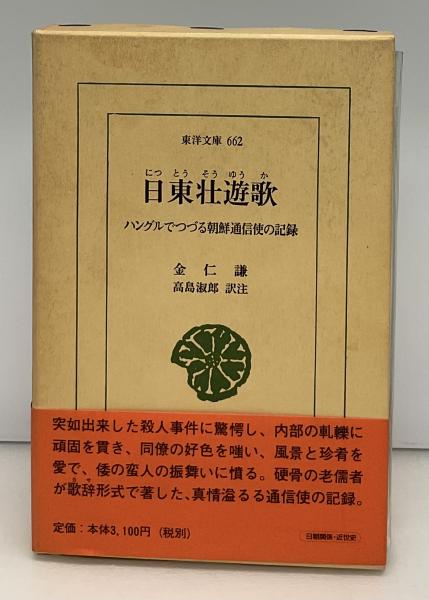 東洋文庫 662
にっ とう そう ゆう か
日東壮遊歌
ハングルでつづる朝鮮通信使の記録
金仁謙
高島淑郎 訳注
突如出来した殺人事件に驚愕し、内部の軋轢に
頑固を貫き、同僚の好色を嗤い、風景と珍肴を
愛で、倭の蛮人の振舞いに憤る。硬骨の老儒者
か さ
が歌辞形式で著した、真情溢るる通信使の記録。
定価：本体3,100円（税別）
日朝関係・近世史